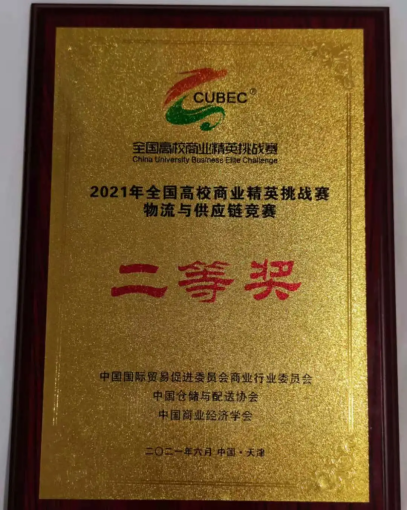 CUBEC®
全国高校商业精英挑战赛
China University Business Elite Challenge
2021年全国高校商业精英挑战赛
物流与供应链竞赛
二等奖
中国国际贸易促进委员会商业行业委员会
中国仓储与配送协会
中国商业经济学会
二〇二一年六月 中国·天津